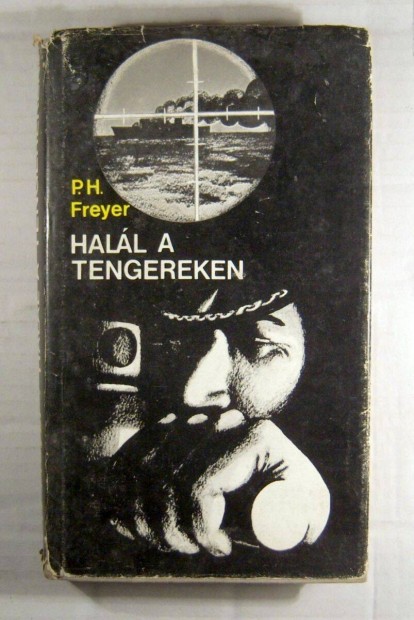 P.H.
Freyer
HALÁL A
TENGEREKEN